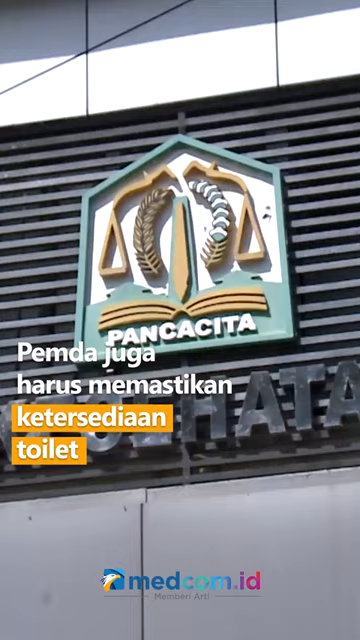 PANCACITA
Pemda juga
harus memastikan
ketersediaan
toilet
medcom.id
Memberi Arti